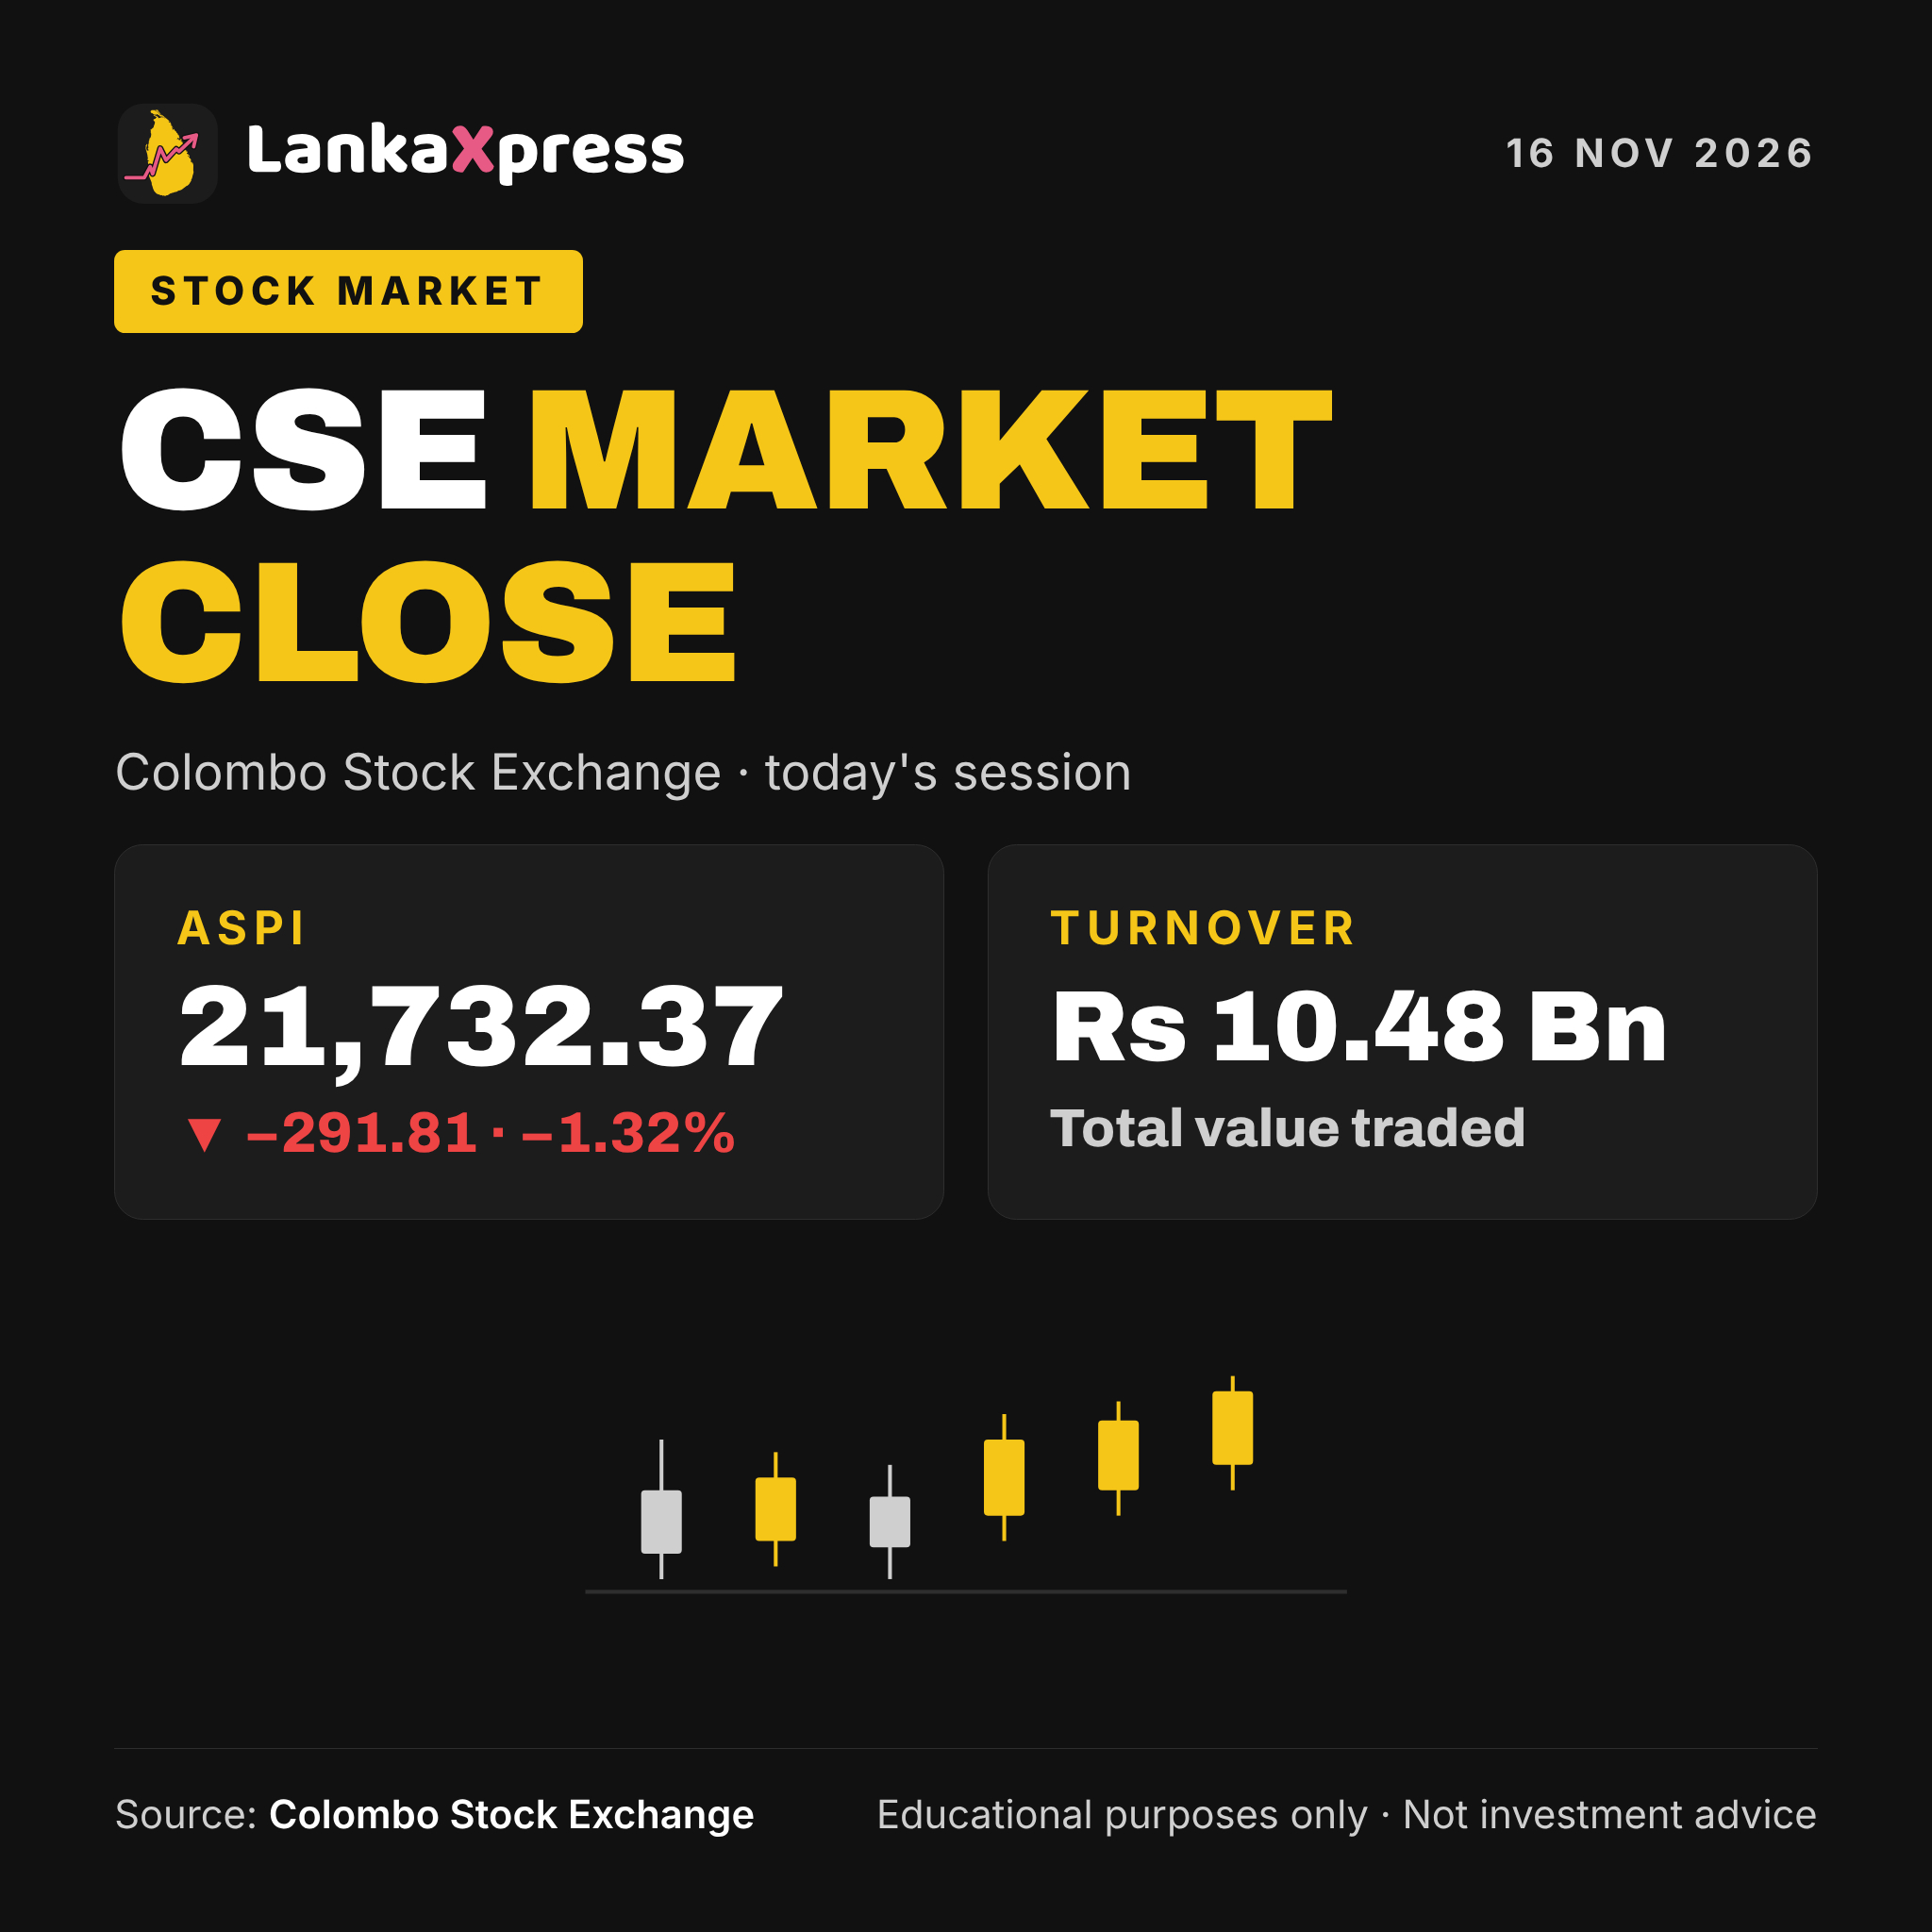 LankaXpress
16 NOV 2026
STOCK MARKET
CSE MARKET
CLOSE
Colombo Stock Exchange · today's session
ASPI
21,732.37
▼ −291.81 · −1.32%
TURNOVER
Rs 10.48 Bn
Total value traded
Source: Colombo Stock Exchange
Educational purposes only · Not investment advice